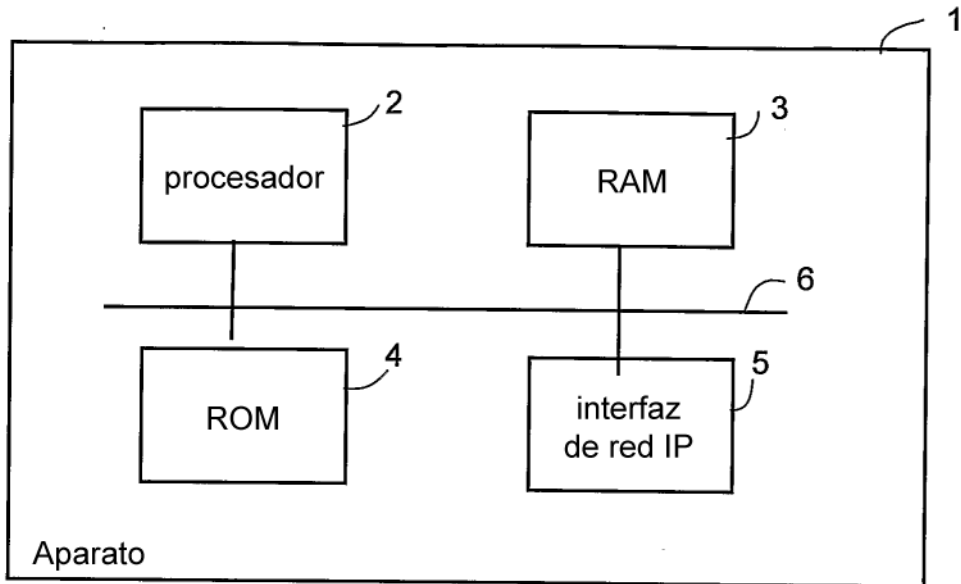 1
2
procesador
3
RAM
6
4
ROM
5
interfaz
de red IP
Aparato